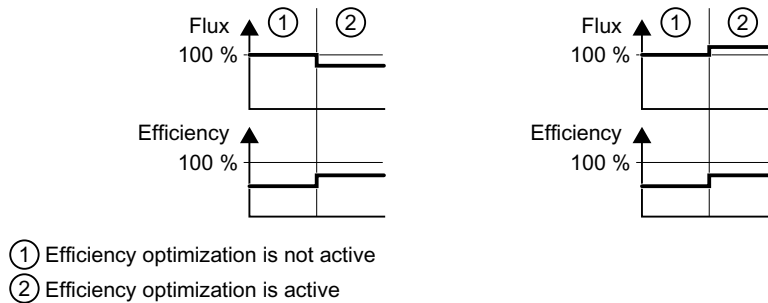 Flux
1
2
100 %
Efficiency
100 %
Flux
1
2
100 %
Efficiency
100 %
1 Efficiency optimization is not active
2 Efficiency optimization is active